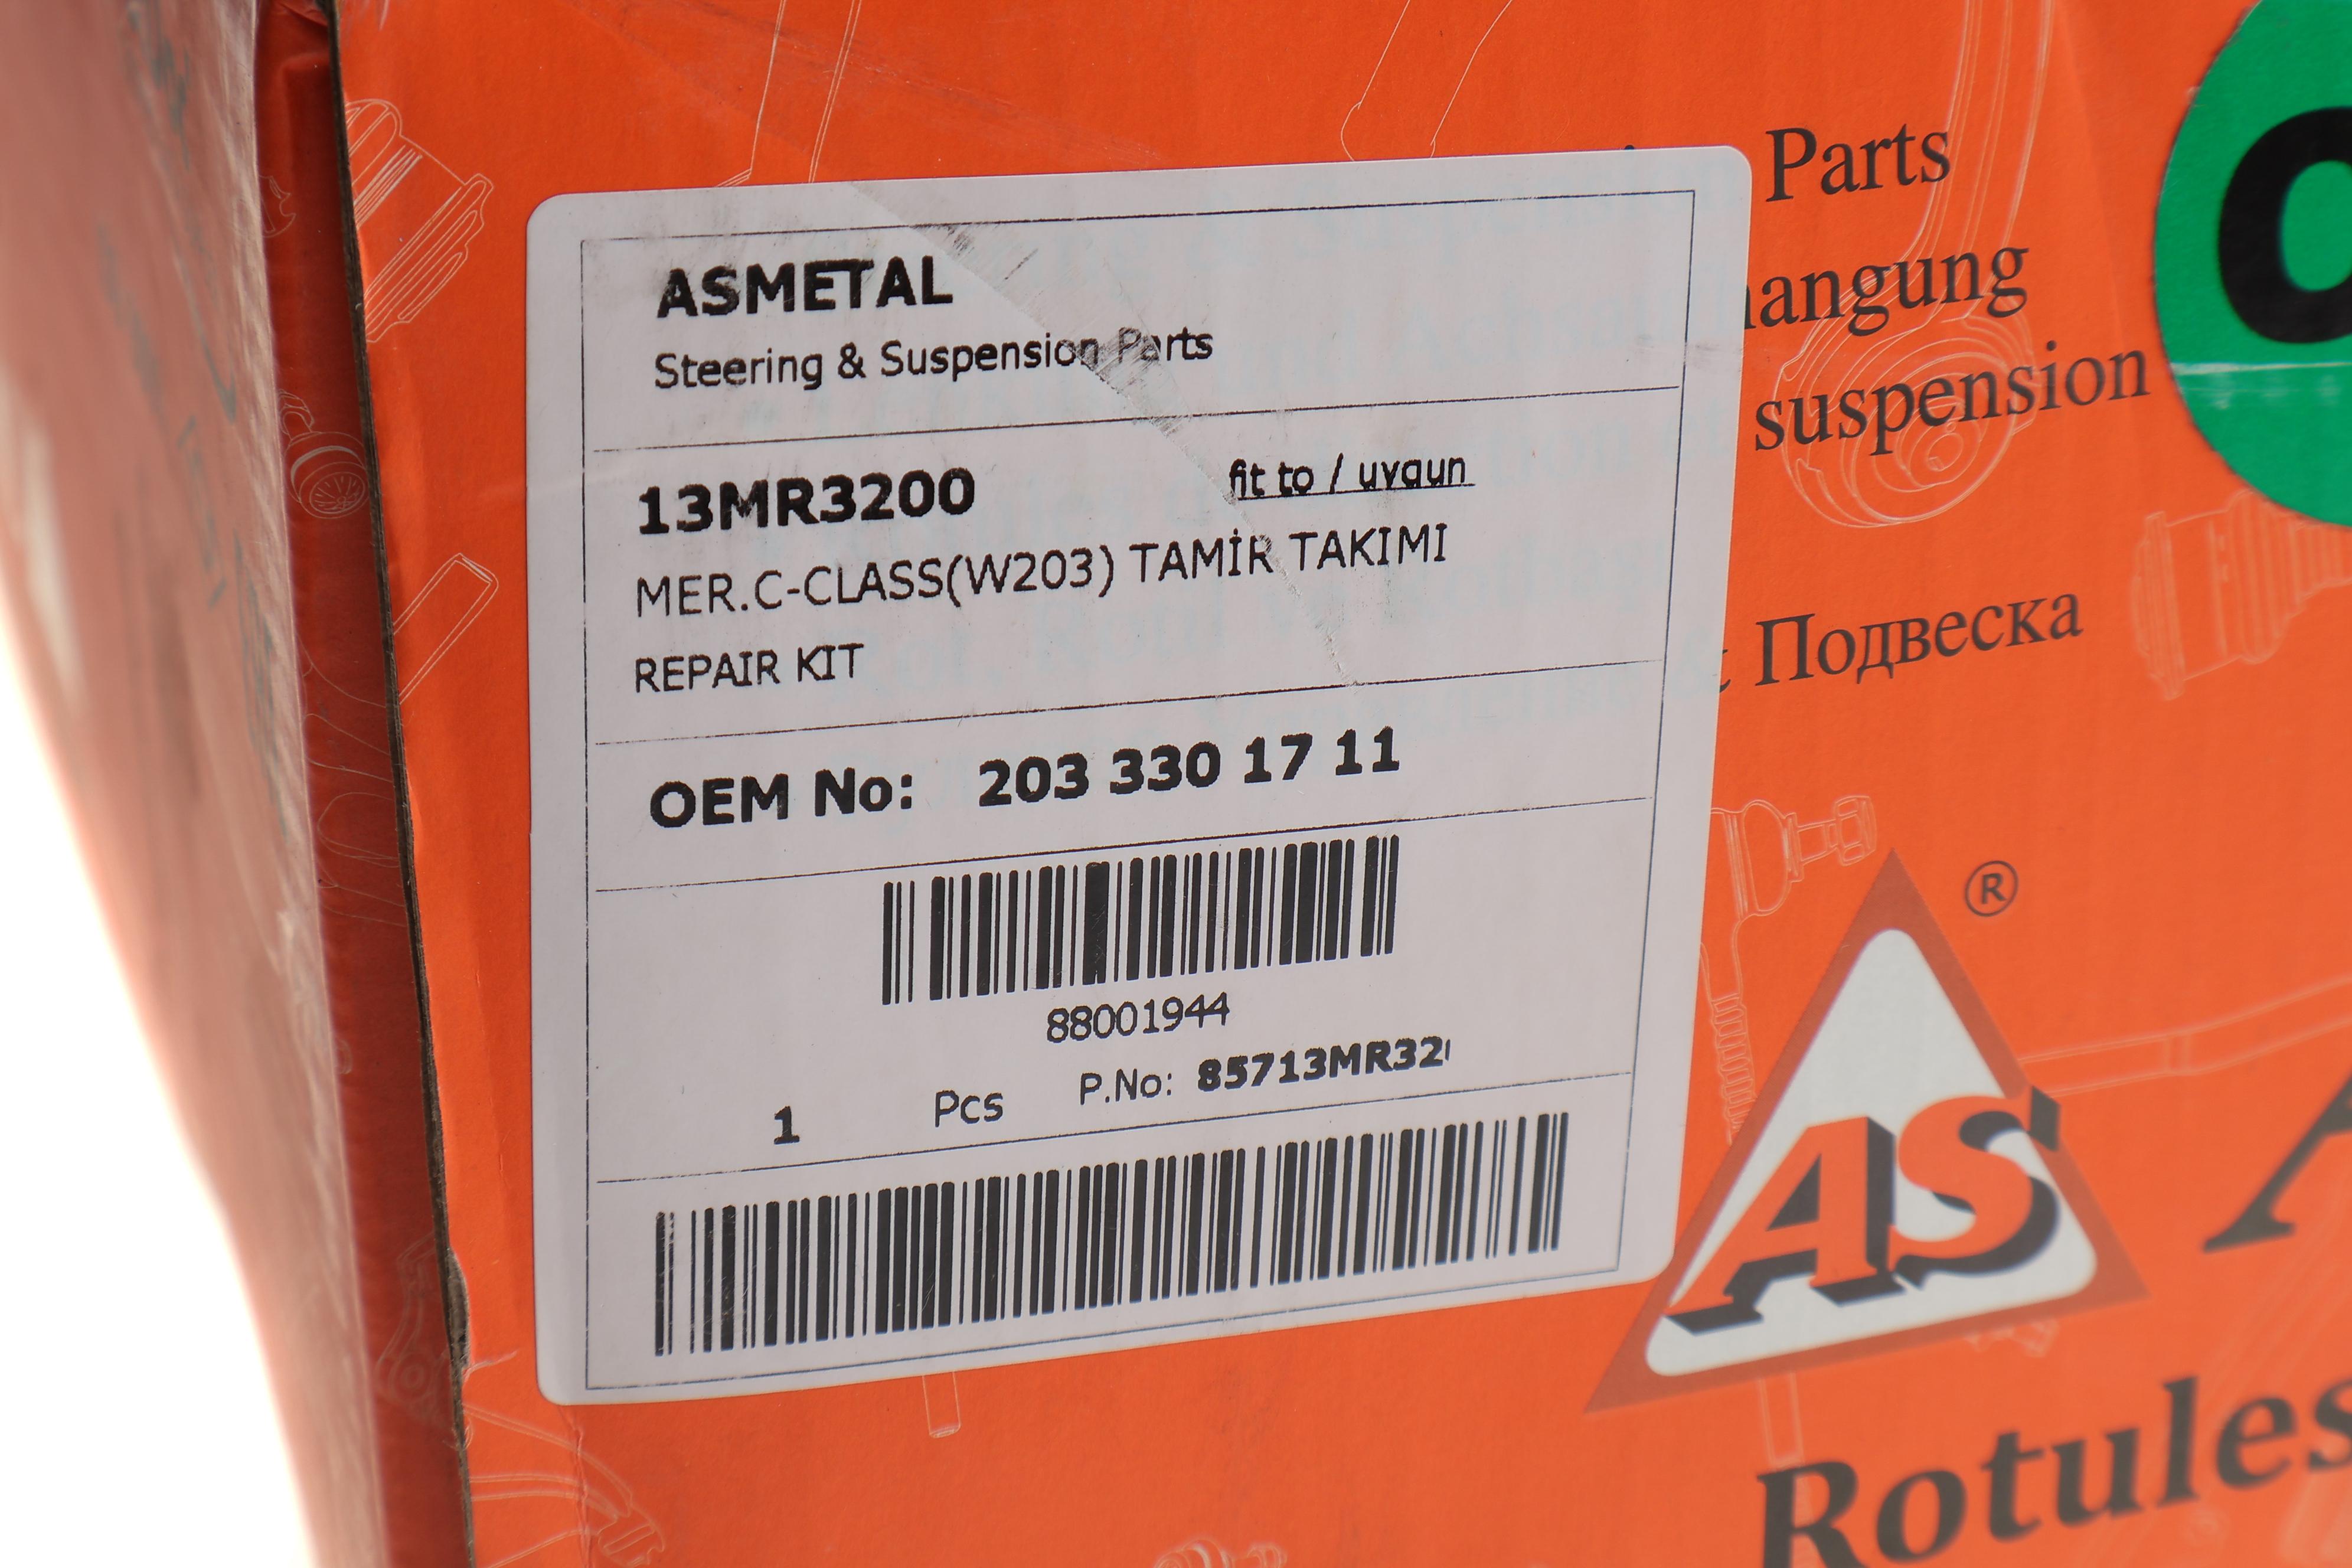 ASMETAL
Steering & Suspension Parts
13MR3200
fit to / uygun
MER.C-CLASS(W203) TAMİR TAKIMI
REPAIR KIT
OEM No: 203 330 17 11
88001944
1 Pcs P.No: 85713MR32
Parts
hangung
suspension
Подвеска
®
AS
Rotules